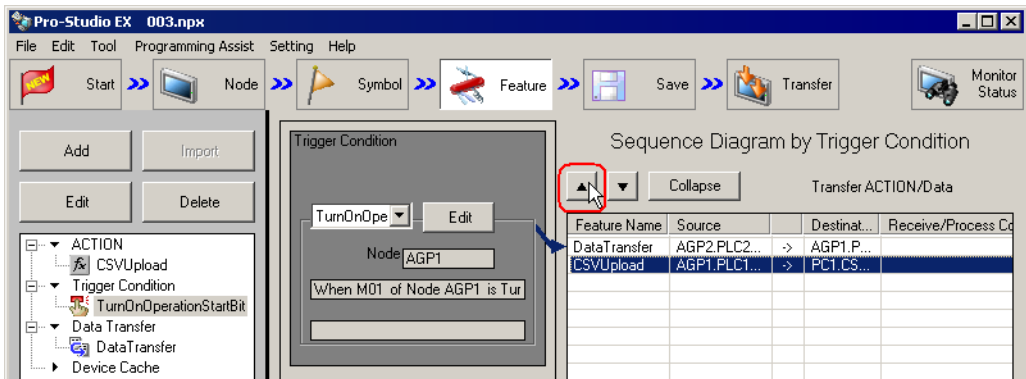 Pro-Studio EX 003.npx
File Edit Tool Programming Assist Setting Help
NEW Start Node Symbol Feature Save Transfer Monitor Status
Add Import
Edit Delete
ACTION
fx CSVUpload
Trigger Condition
TurnOnOperationStartBit
Data Transfer
DataTransfer
Device Cache
Trigger Condition
TurnOnOpe Edit
Node AGP1
When M01 of Node AGP1 is Tur
Sequence Diagram by Trigger Condition
Collapse Transfer ACTION/Data
Feature Name Source Destinat... Receive/Process Co
DataTransfer AGP2.PLC2... -> AGP1.P...
CSVUpload AGP1.PLC1... -> PC1.CS...